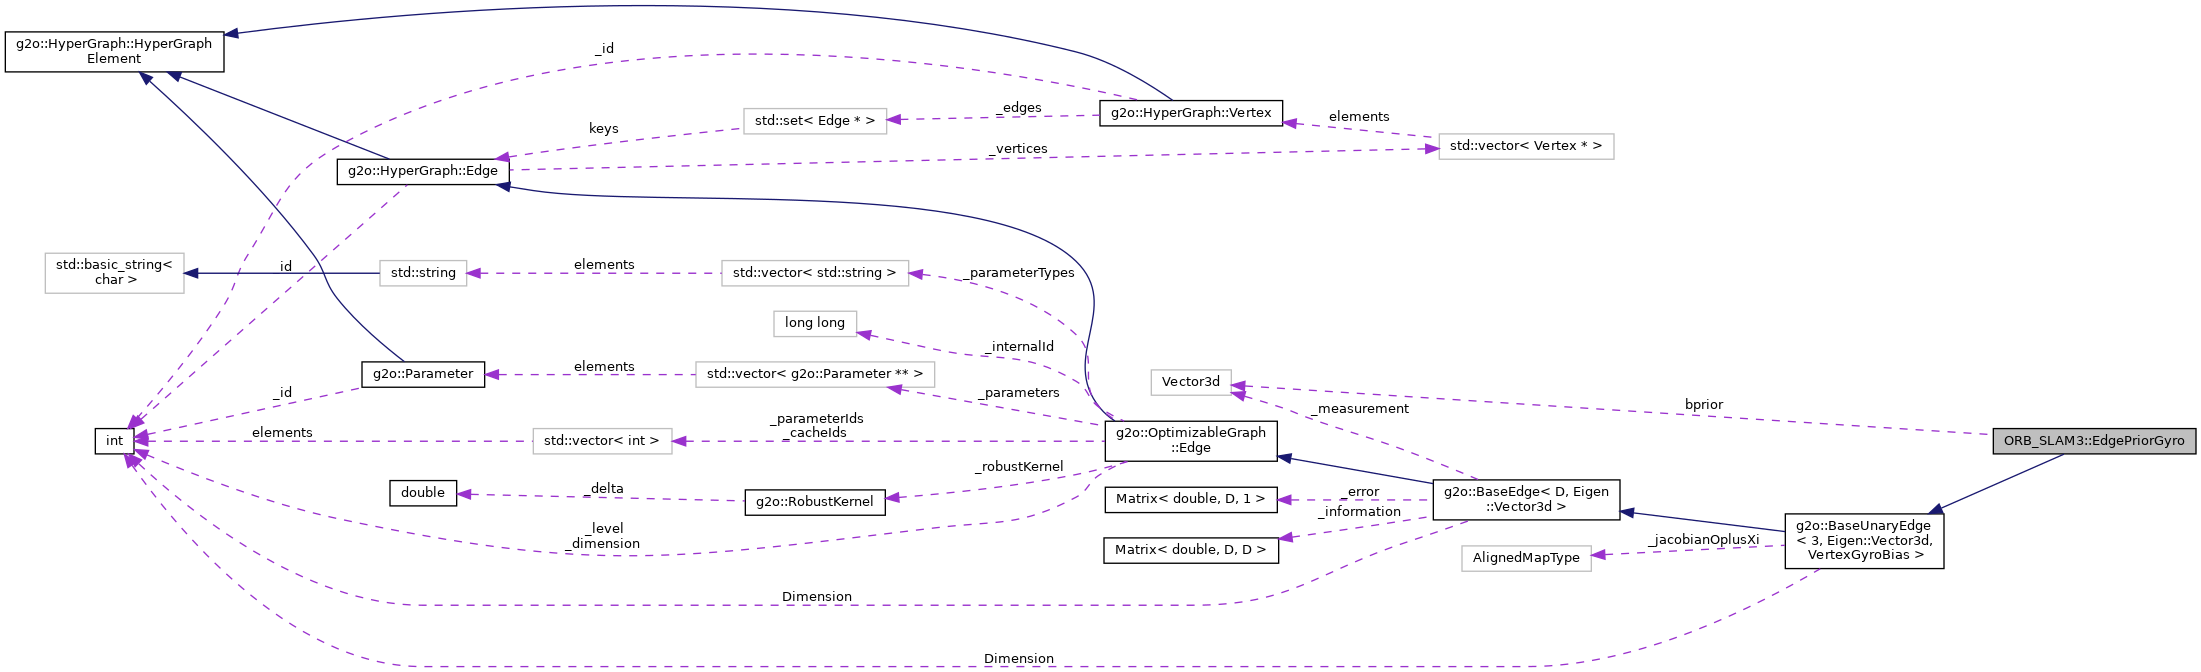 g2o::HyperGraph::HyperGraph
Element
_id
_edges
std::set< Edge * >
g2o::HyperGraph::Vertex
elements
keys
_vertices
std::vector< Vertex * >
g2o::HyperGraph::Edge
std::basic_string<
char >
_id
std::string
elements
std::vector< std::string >
_parameterTypes
long long
_internalId
g2o::Parameter
elements
std::vector< g2o::Parameter ** >
_parameters
Vector3d
bprior
_id
_measurement
_parameterIds
_cacheIds
int
elements
std::vector< int >
g2o::OptimizableGraph
::Edge
ORB_SLAM3::EdgePriorGyro
_robustKernel
double
_delta
g2o::RobustKernel
Matrix< double, D, 1 >
_error
g2o::BaseEdge< D, Eigen
::Vector3d >
_information
_level
_dimension
Matrix< double, D, D >
AlignedMapType
_jacobianOplusXi
g2o::BaseUnaryEdge
< 3, Eigen::Vector3d,
VertexGyroBias >
Dimension
Dimension